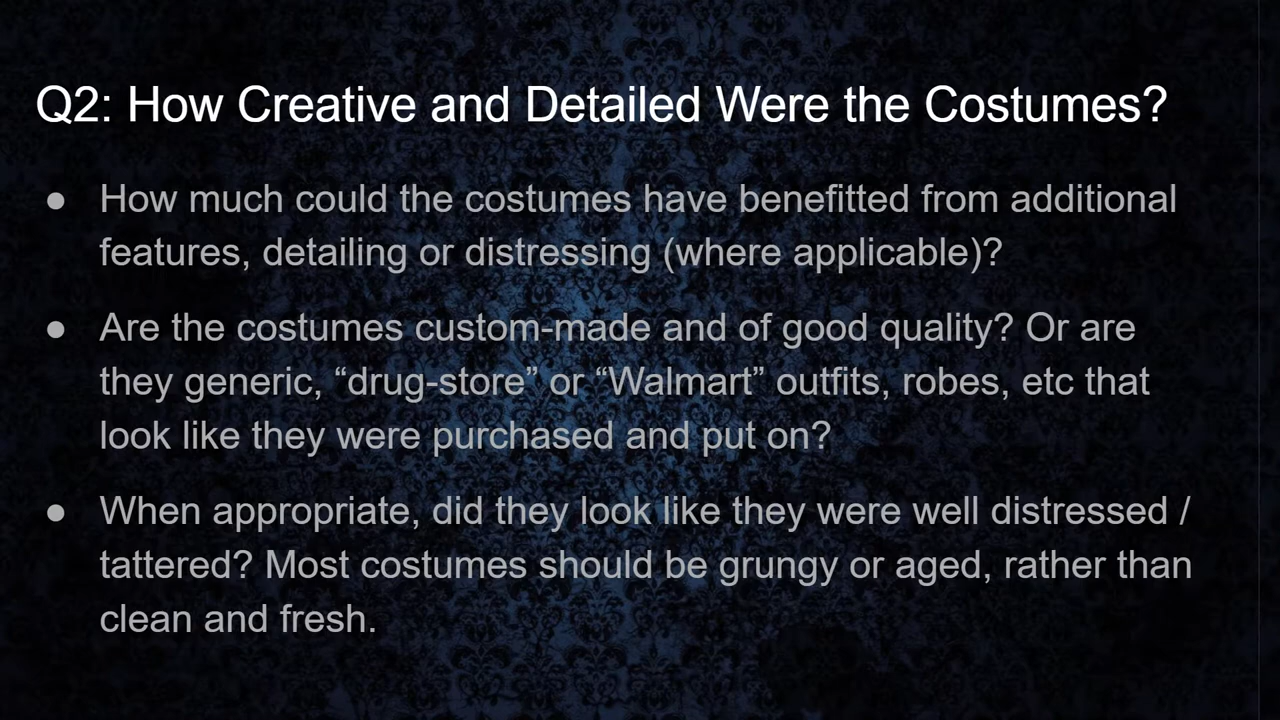 Q2: How Creative and Detailed Were the Costumes?
● How much could the costumes have benefitted from additional
features, detailing or distressing (where applicable)?
● Are the costumes custom-made and of good quality? Or are
they generic, “drug-store” or “Walmart” outfits, robes, etc that
look like they were purchased and put on?
● When appropriate, did they look like they were well distressed /
tattered? Most costumes should be grungy or aged, rather than
clean and fresh.